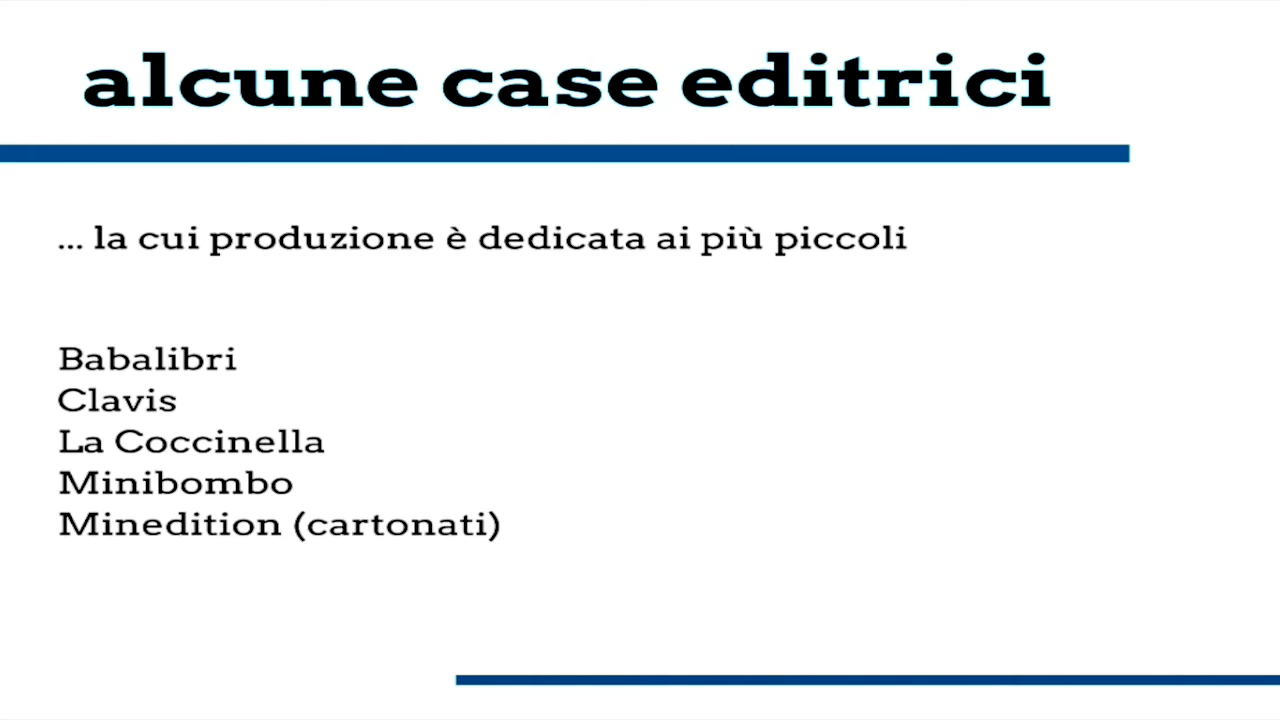 alcune case editrici
... la cui produzione è dedicata ai più piccoli
Babalibri
Clavis
La Coccinella
Minibombo
Minedition (cartonati)